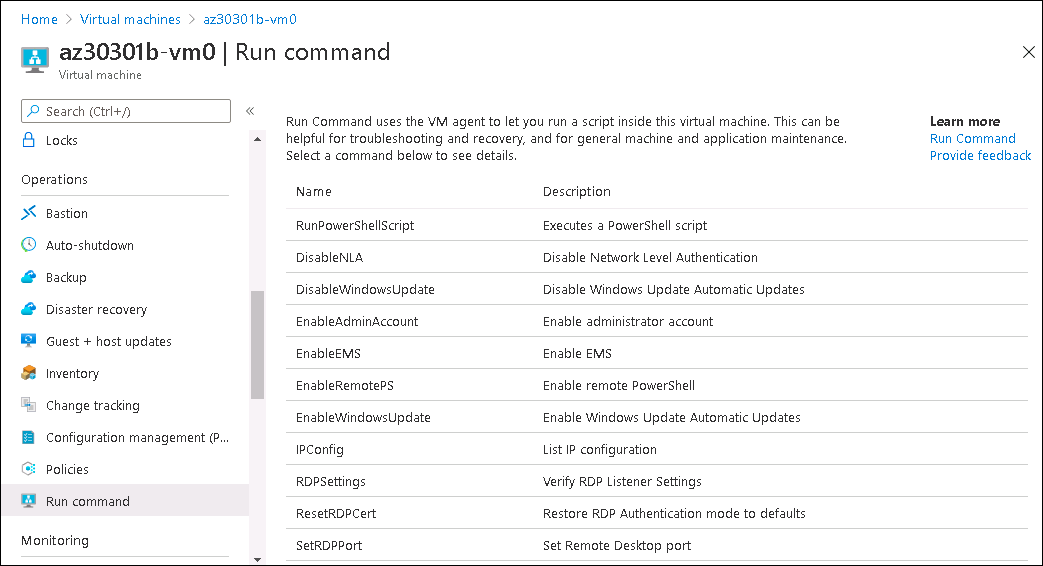 Home > Virtual machines > az30301b-vm0
az30301b-vm0 | Run command
Virtual machine
Search (Ctrl+/)
«
Locks
Operations
Bastion
Auto-shutdown
Backup
Disaster recovery
Guest + host updates
Inventory
Change tracking
Configuration management (P...
Policies
Run command
Monitoring
Run Command uses the VM agent to let you run a script inside this virtual machine. This can be
helpful for troubleshooting and recovery, and for general machine and application maintenance.
Select a command below to see details.
Name Description
RunPowerShellScript Executes a PowerShell script
DisableNLA Disable Network Level Authentication
DisableWindowsUpdate Disable Windows Update Automatic Updates
EnableAdminAccount Enable administrator account
EnableEMS Enable EMS
EnableRemotePS Enable remote PowerShell
EnableWindowsUpdate Enable Windows Update Automatic Updates
IPConfig List IP configuration
RDPSettings Verify RDP Listener Settings
ResetRDPCert Restore RDP Authentication mode to defaults
SetRDPPort Set Remote Desktop port
Learn more
Run Command
Provide feedback